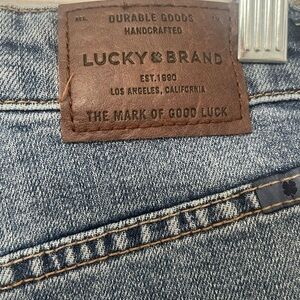 DURABLE GOODS
HANDCRAFTED
LUCKY BRAND
EST.1990
LOS ANGELES, CALIFORNIA
THE MARK OF GOOD LUCK